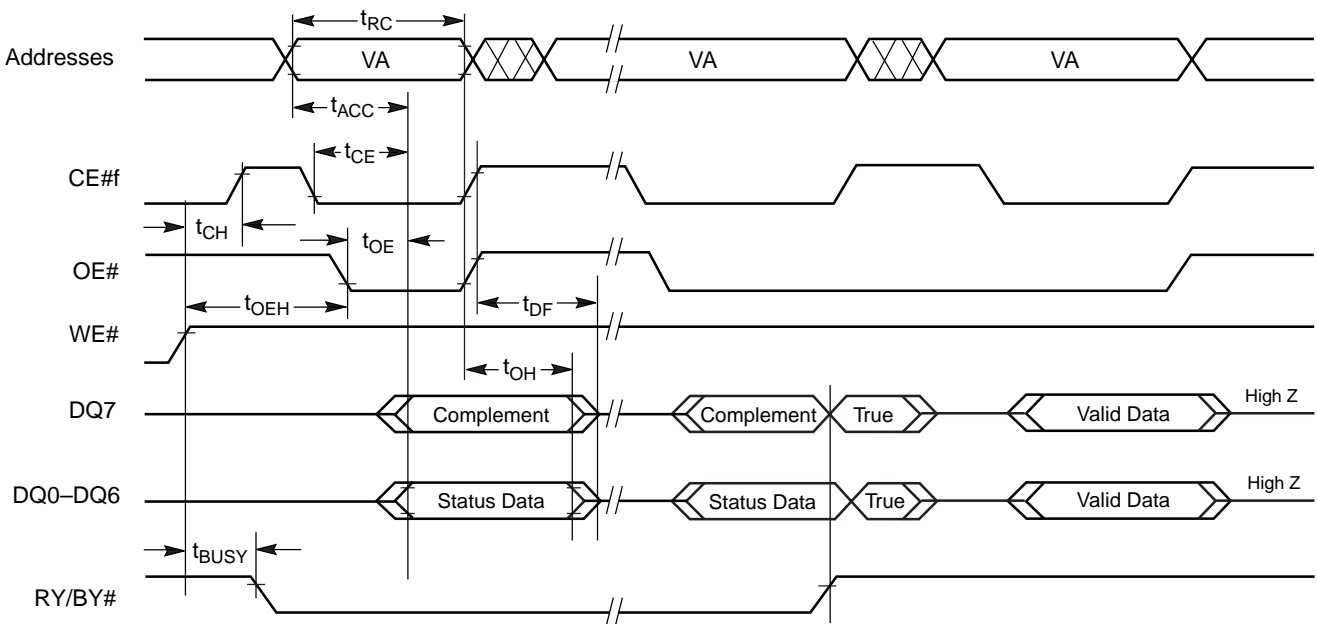 tRC
Addresses VA VA VA
tACC
tCE
CE#f
tCH tOE
OE#
tOEH tDF
WE#
tOH
DQ7 Complement Complement True Valid Data High Z
DQ0–DQ6 Status Data Status Data True Valid Data High Z
tBUSY
RY/BY#